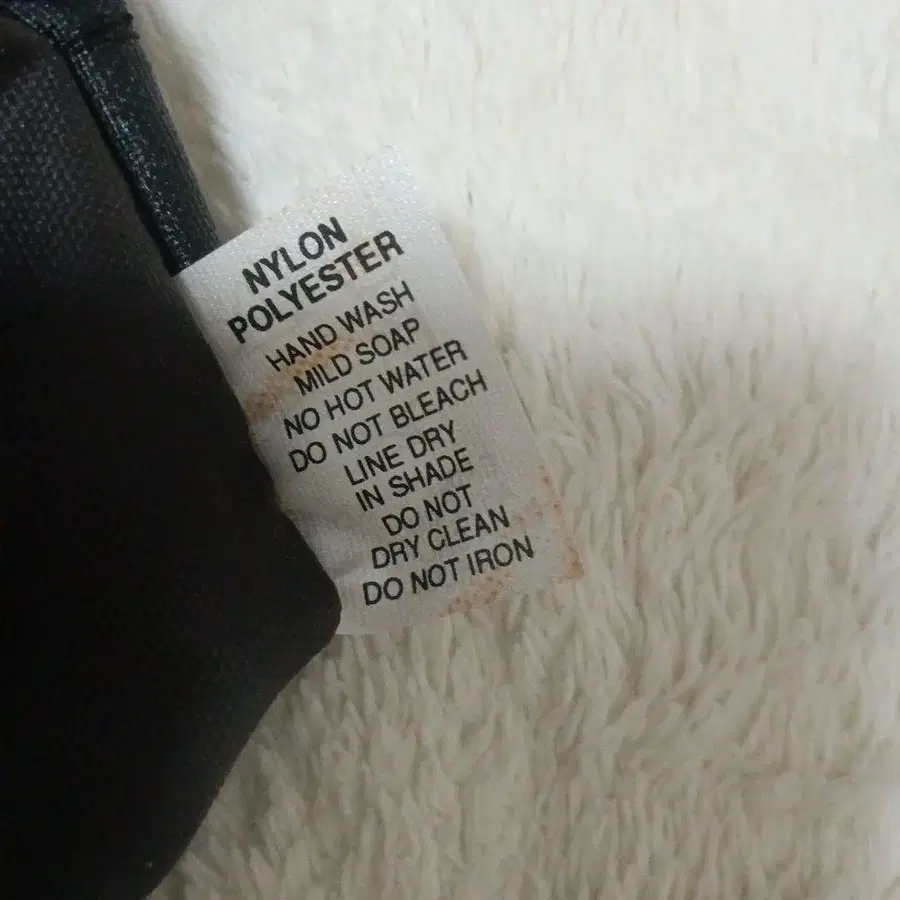 NYLON
POLYESTER
HAND WASH
MILD SOAP
NO HOT WATER
DO NOT BLEACH
LINE DRY
IN SHADE
DO NOT
DRY CLEAN
DO NOT IRON